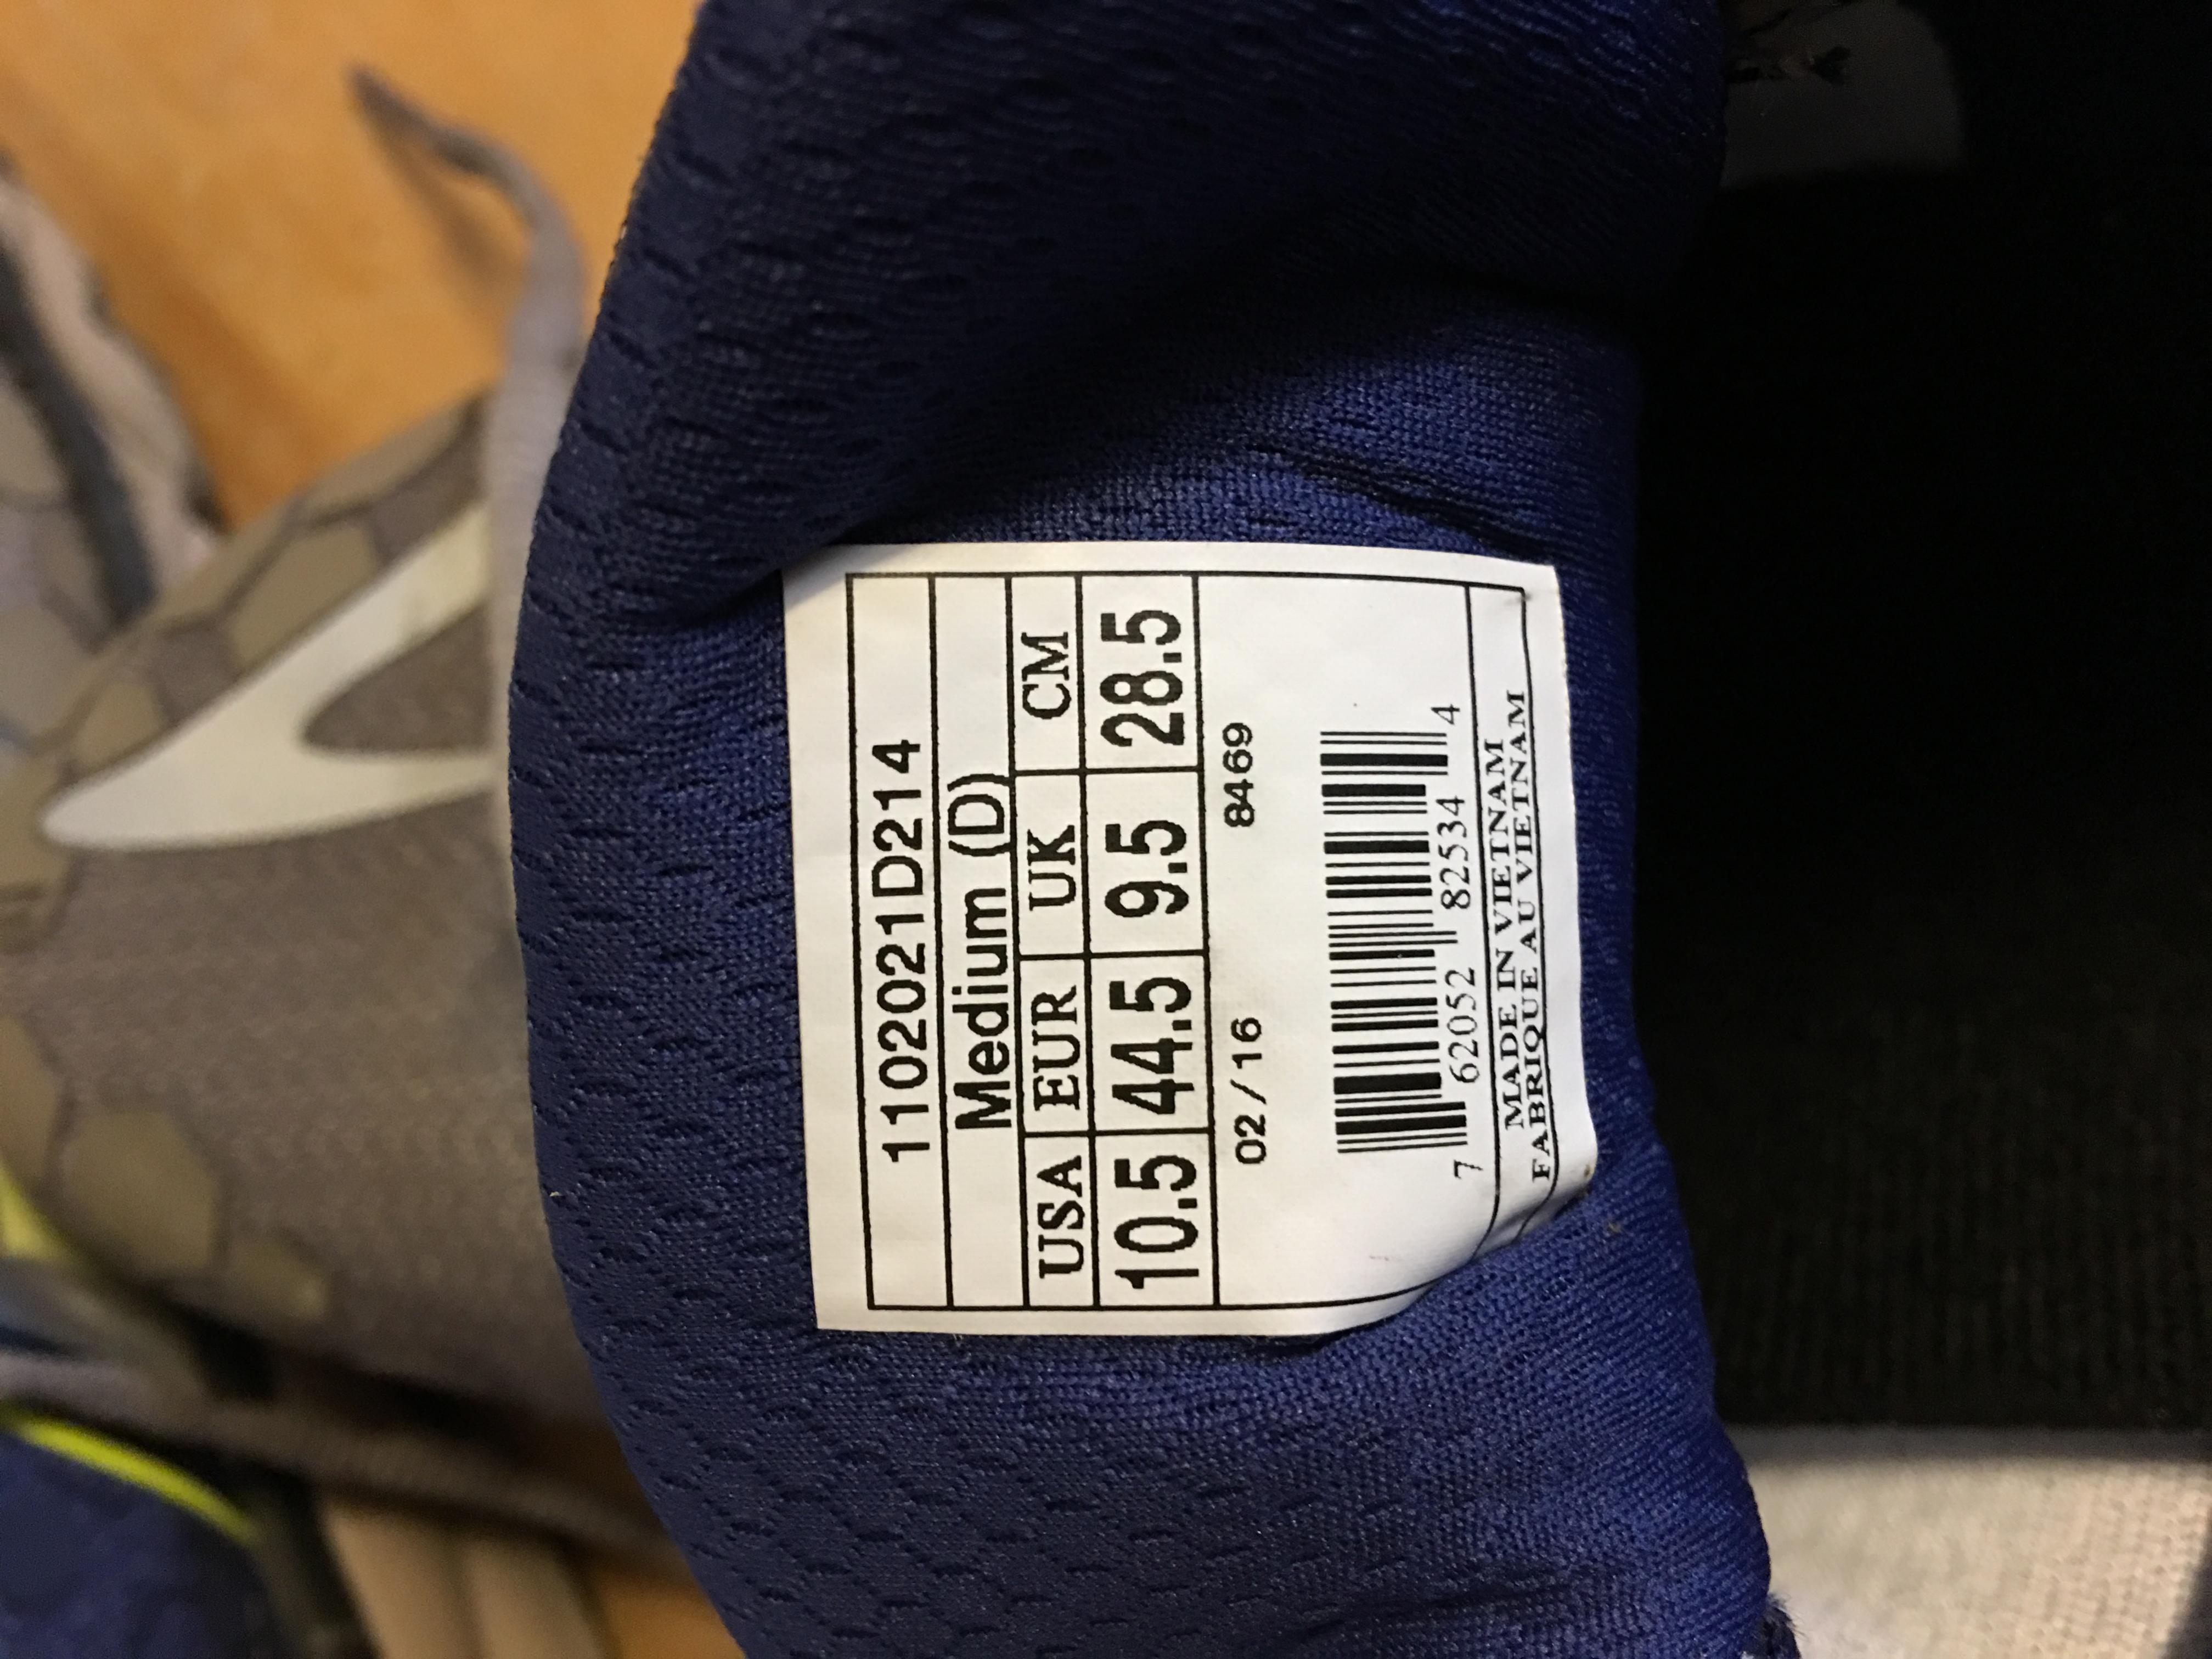 1102021D214
Medium (D)
USA EUR UK CM
10.5 44.5 9.5 28.5
02/16 8469
7 62052 82534 4
MADE IN VIETNAM
FABRIQUE AU VIETNAM